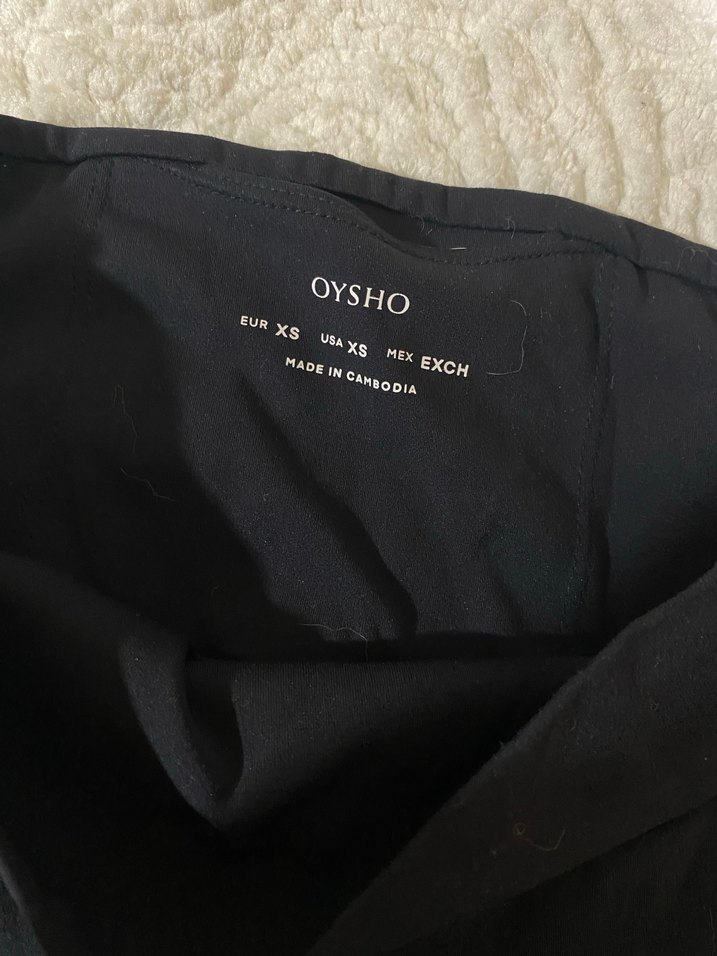 OYSHO
EUR XS USA XS MEX EXCH
MADE IN CAMBODIA